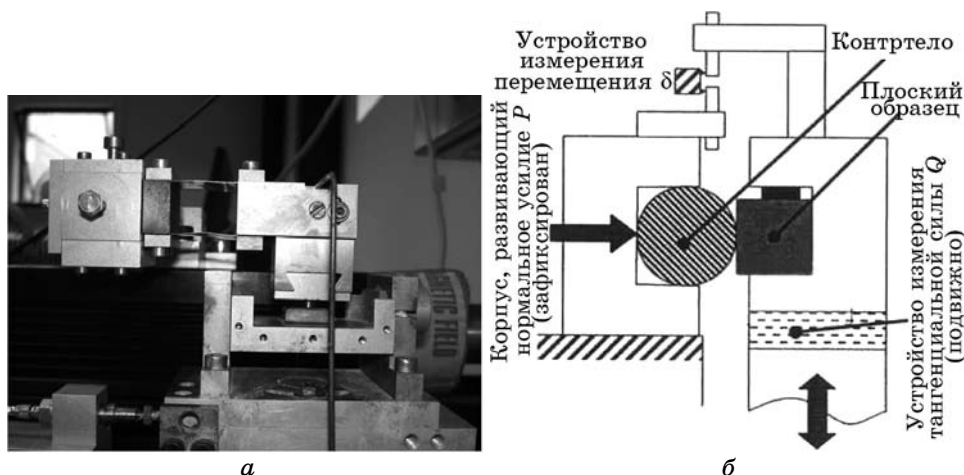 Устройство
измерения
перемещения δ
Контртело
Плоский
образец
Корпус, развивающий
нормальное усилие P
(зафиксирован)
Устройство измерения
тангенциальной силы Q
(подвижно)
а
б